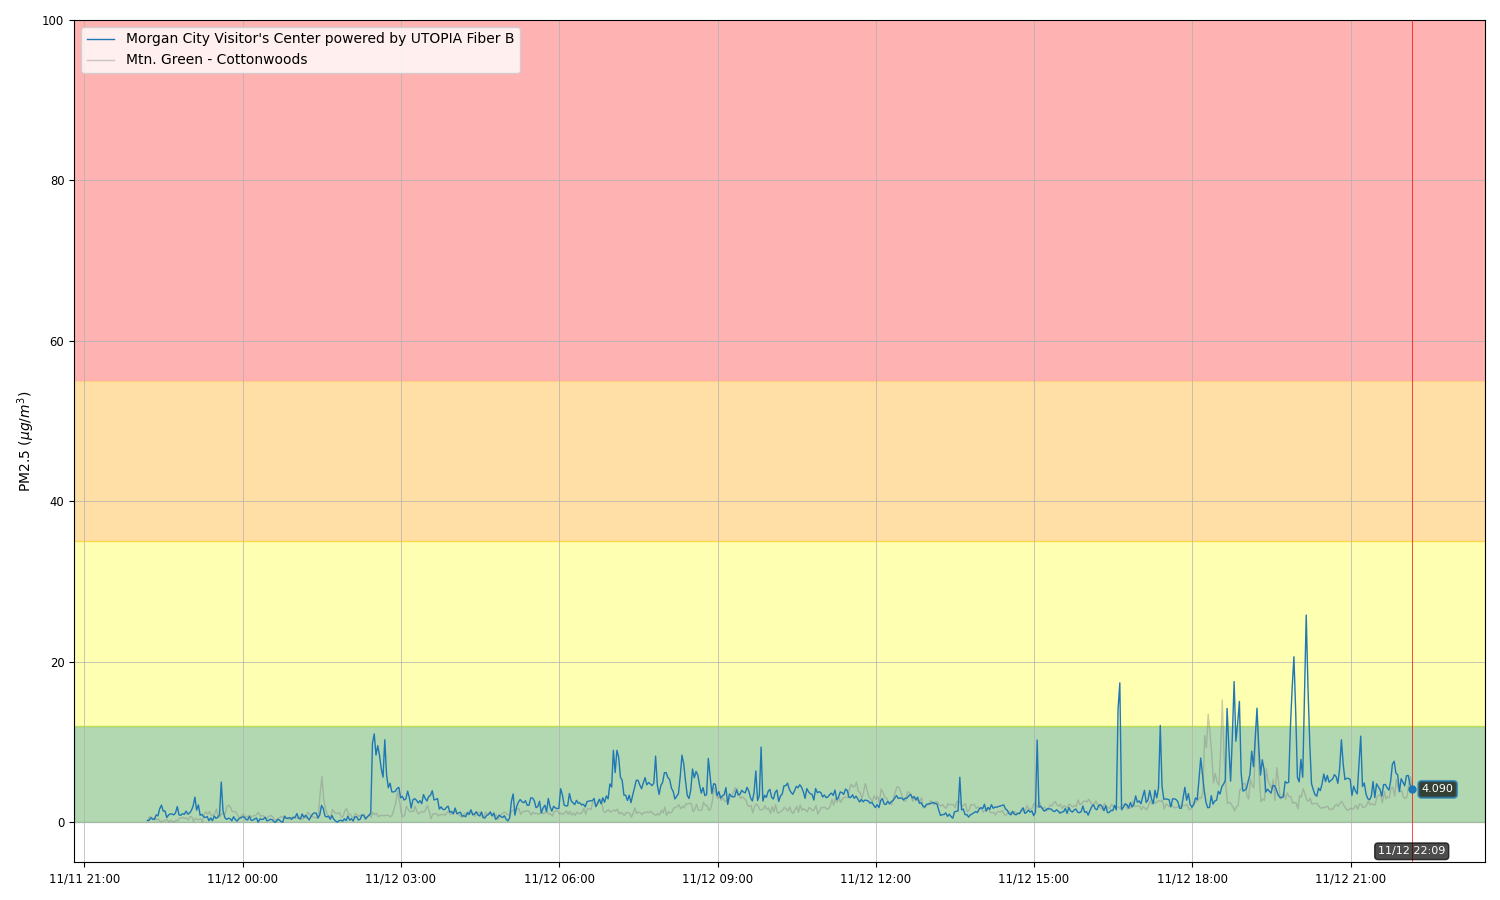 100
Morgan City Visitor's Center powered by UTOPIA Fiber B
Mtn. Green - Cottonwoods
80
60
40
20
0
PM2.5 (μg/m³)
4.090
11/12 22:09
11/11 21:00 11/12 00:00 11/12 03:00 11/12 06:00 11/12 09:00 11/12 12:00 11/12 15:00 11/12 18:00 11/12 21:00